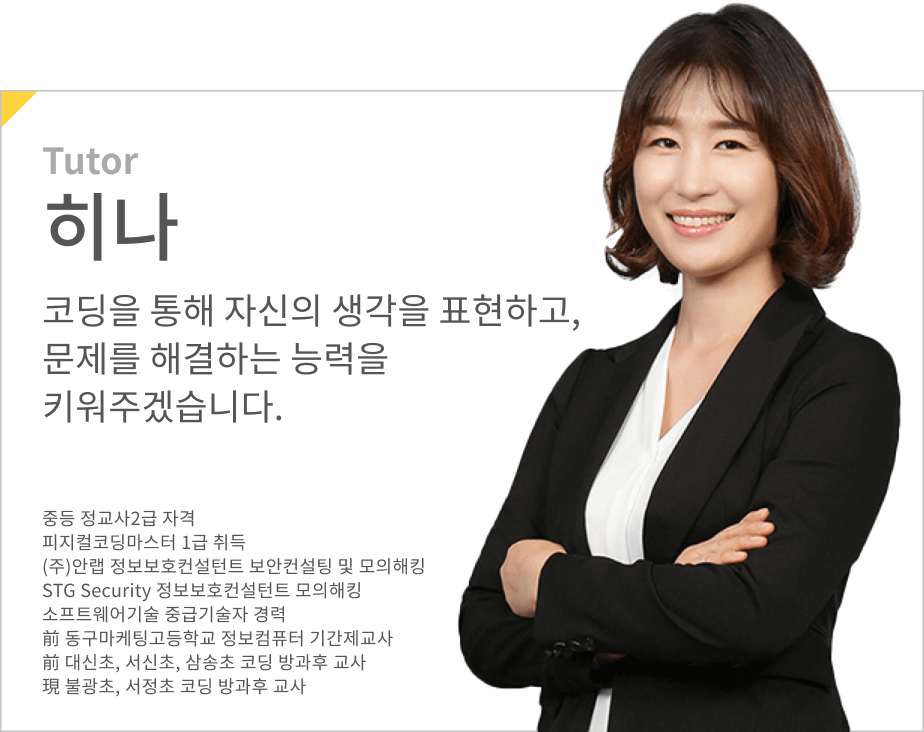 Tutor
히나
코딩을 통해 자신의 생각을 표현하고,
문제를 해결하는 능력을
키워주겠습니다.
중등 정교사2급 자격
피지컬코딩마스터 1급 취득
(주)안랩 정보보호컨설턴트 보안컨설팅 및 모의해킹
STG Security 정보보호컨설턴트 모의해킹
소프트웨어기술 중급기술자 경력
前 동구마케팅고등학교 정보컴퓨터 기간제교사
前 대신초, 서신초, 삼송초 코딩 방과후 교사
現 불광초, 서정초 코딩 방과후 교사